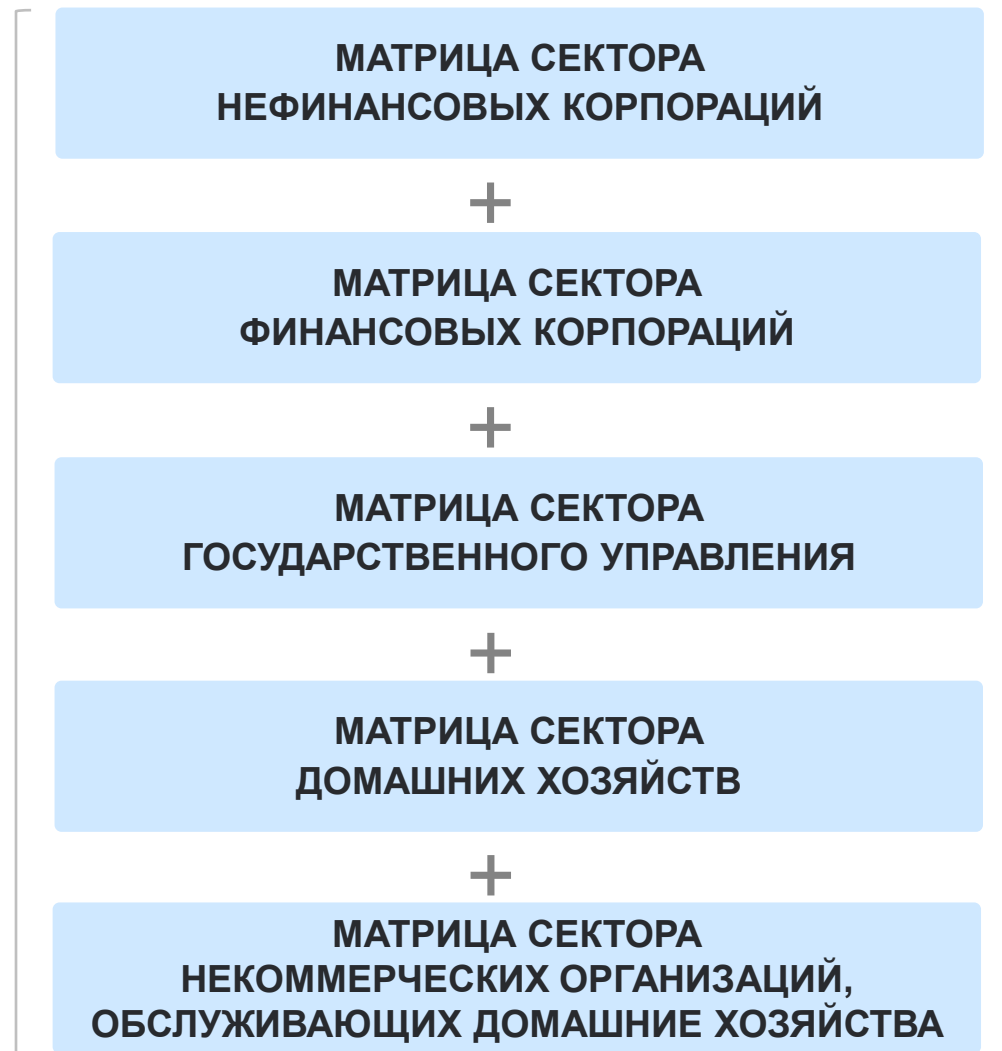 МАТРИЦА СЕКТОРА
НЕФИНАНСОВЫХ КОРПОРАЦИЙ
+
МАТРИЦА СЕКТОРА
ФИНАНСОВЫХ КОРПОРАЦИЙ
+
МАТРИЦА СЕКТОРА
ГОСУДАРСТВЕННОГО УПРАВЛЕНИЯ
+
МАТРИЦА СЕКТОРА
ДОМАШНИХ ХОЗЯЙСТВ
+
МАТРИЦА СЕКТОРА
НЕКОММЕРЧЕСКИХ ОРГАНИЗАЦИЙ,
ОБСЛУЖИВАЮЩИХ ДОМАШНИЕ ХОЗЯЙСТВА